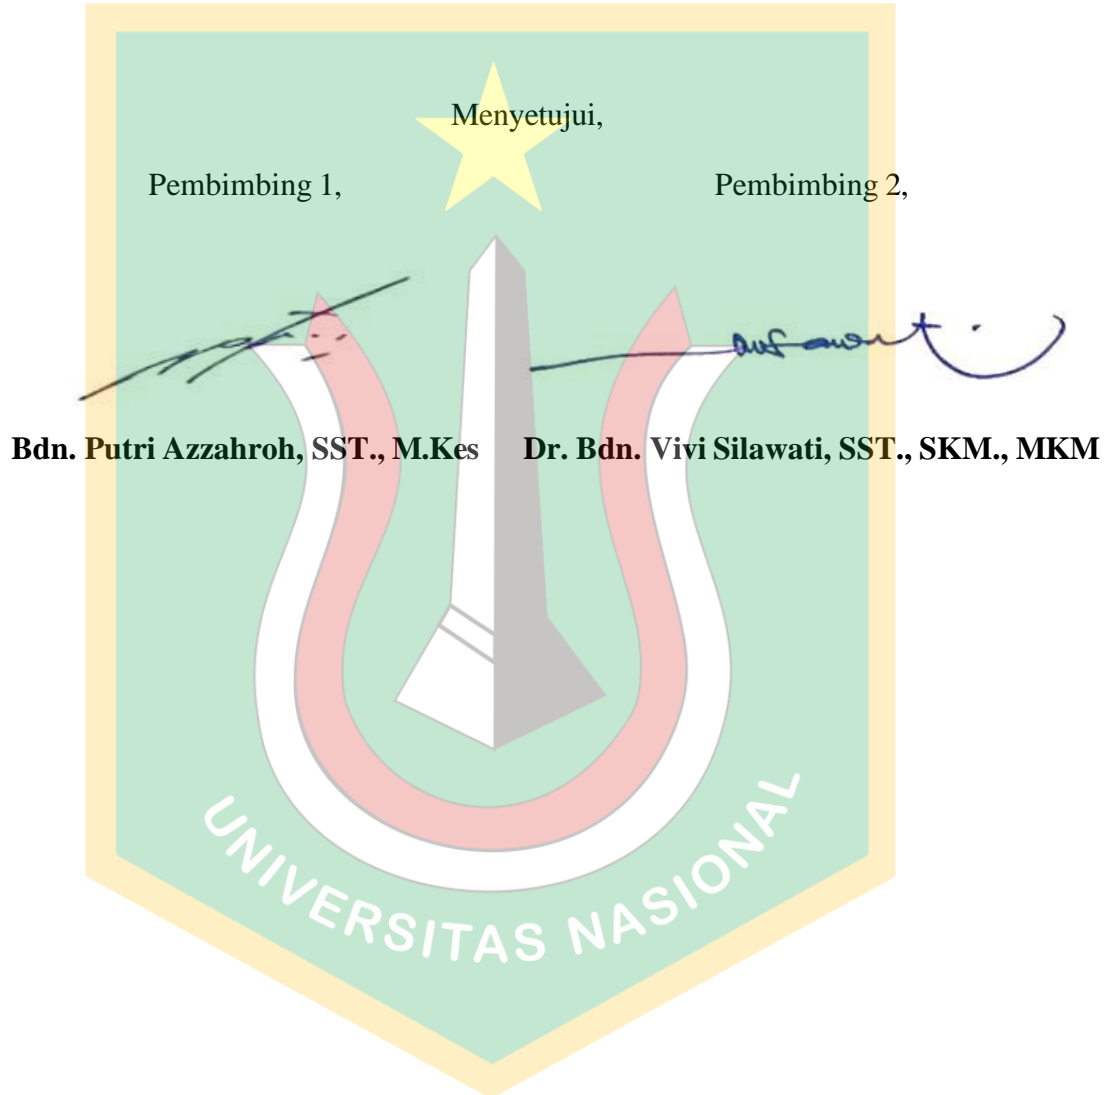 Menyetujui,
Pembimbing 1, Pembimbing 2,
Bdn. Putri Azzahroh, SST., M.Kes Dr. Bdn. Vivi Silawati, SST., SKM., MKM
UNIVERSITAS NASIONAL